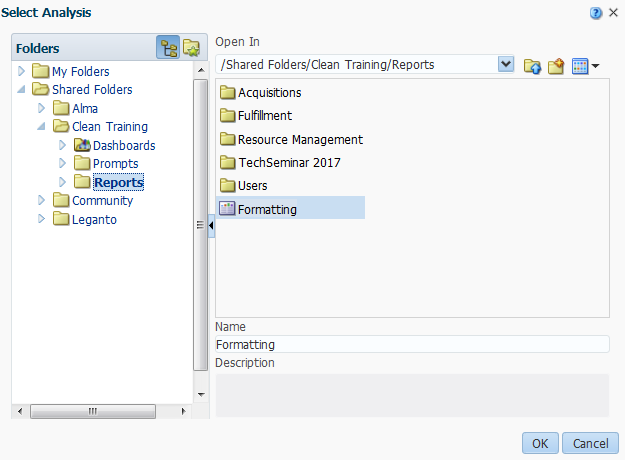 Select Analysis
Folders
My Folders
Shared Folders
Alma
Clean Training
Dashboards
Prompts
Reports
Community
Leganto
Open In
/Shared Folders/Clean Training/Reports
Acquisitions
Fulfillment
Resource Management
TechSeminar 2017
Users
Formatting
Name
Formatting
Description
OK
Cancel